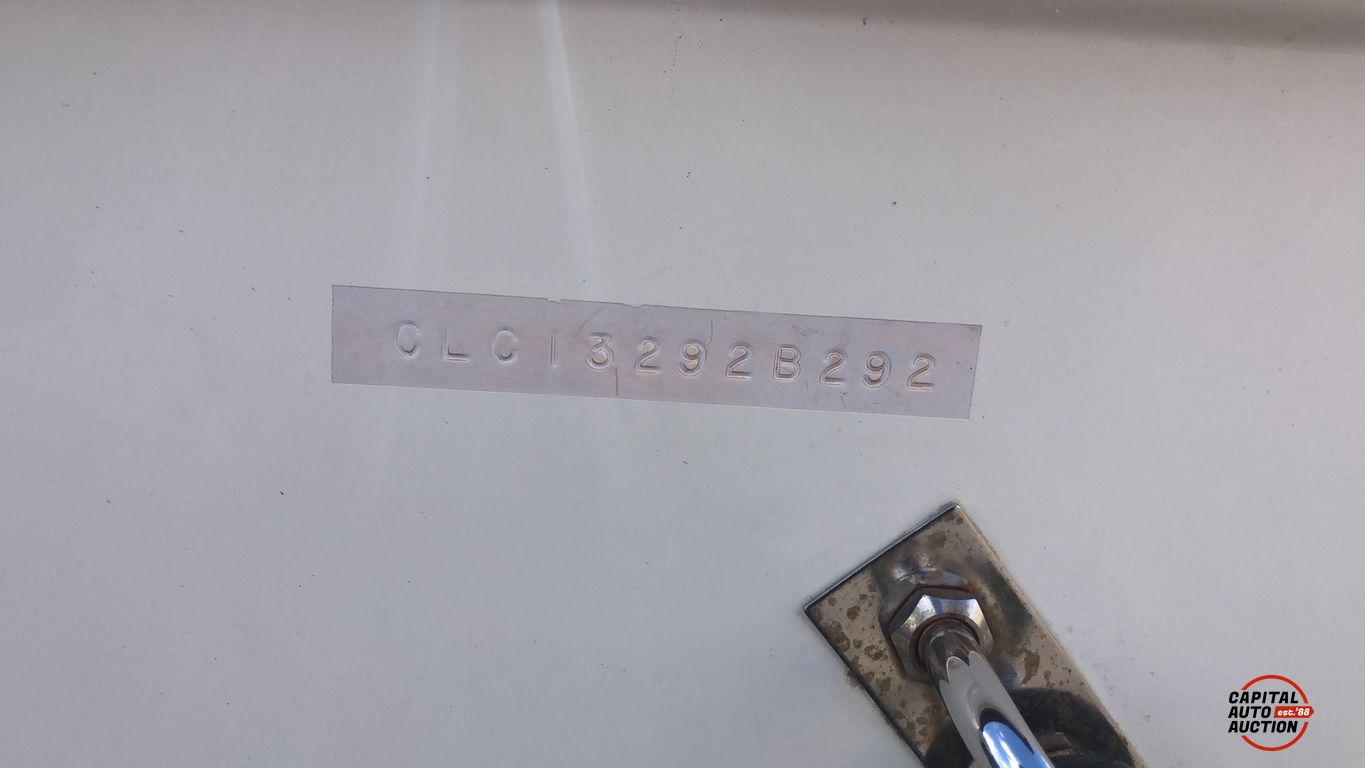 CLC13292B292
CAPITAL
AUTO est.'88
AUCTION